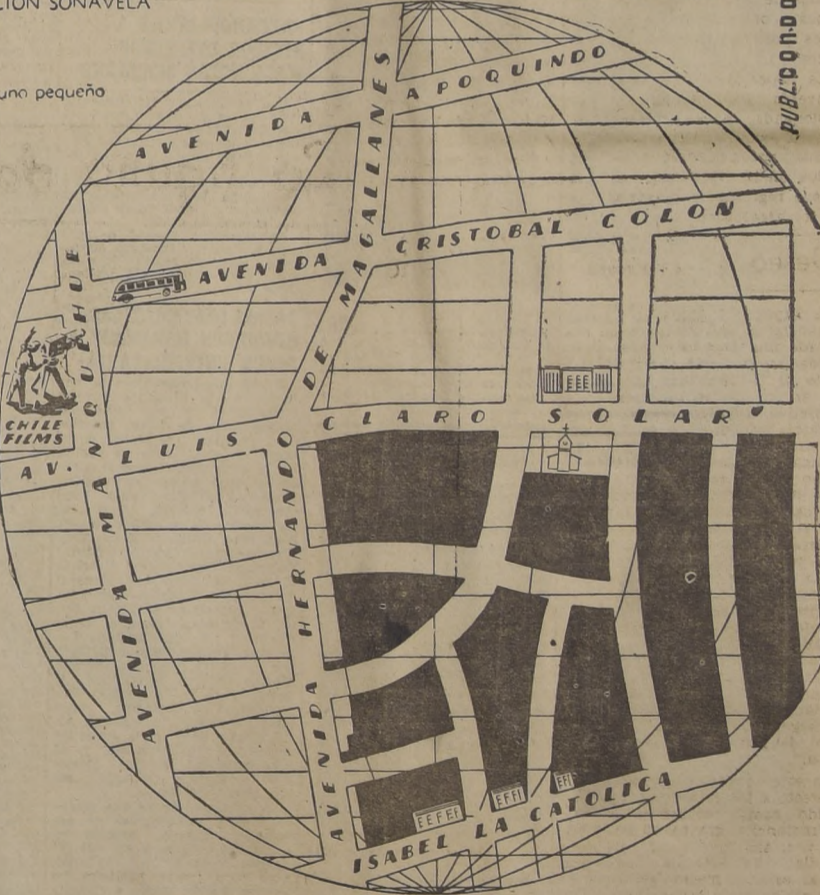 CION SONAVELA
uno pequeño
AVENIDA APOQUINDO
AVENIDA CRISTOBAL COLON
AVENIDA HERNANDO DE MAGALLANES
AVENIDA MANQUEHUE
CHILE
FILMS
AV. LUIS CLARO SOLAR
ISABEL LA CATOLICA